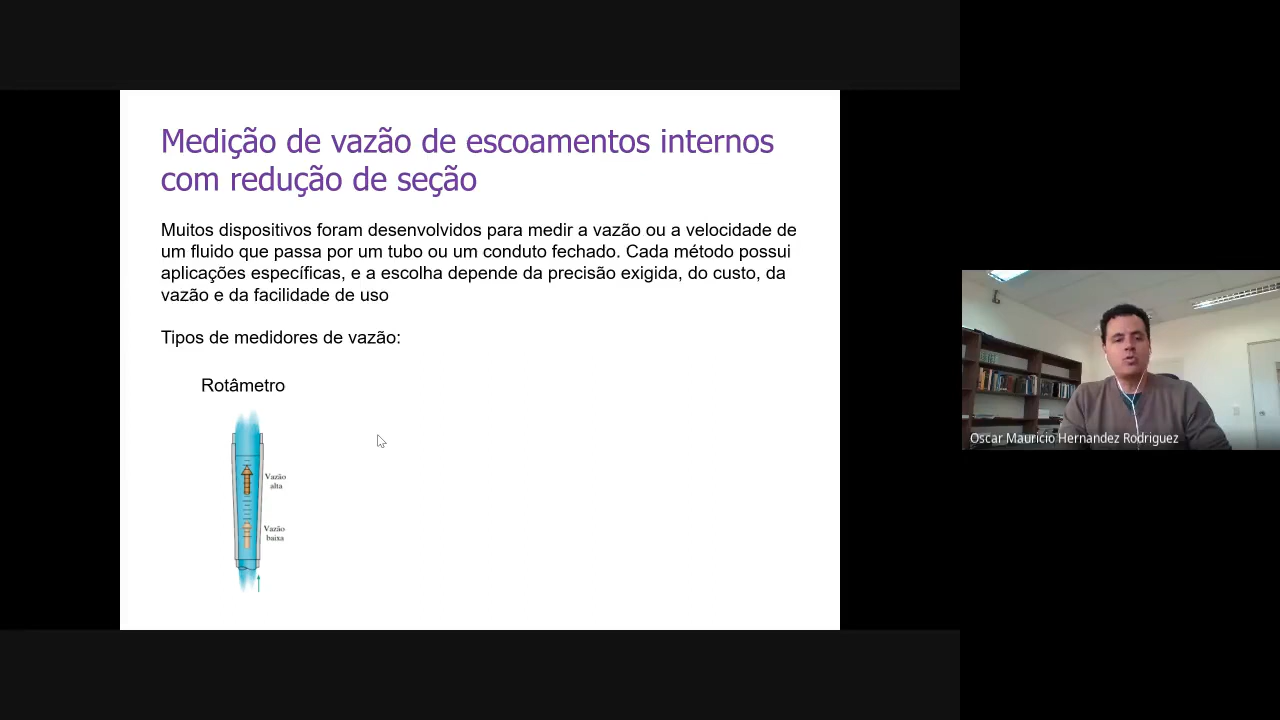 Medição de vazão de escoamentos internos
com redução de seção
Muitos dispositivos foram desenvolvidos para medir a vazão ou a velocidade de
um fluido que passa por um tubo ou um conduto fechado. Cada método possui
aplicações específicas, e a escolha depende da precisão exigida, do custo, da
vazão e da facilidade de uso
Tipos de medidores de vazão:
Rotâmetro
Vazão
alta
Vazão
baixa
Oscar Mauricio Hernandez Rodriguez